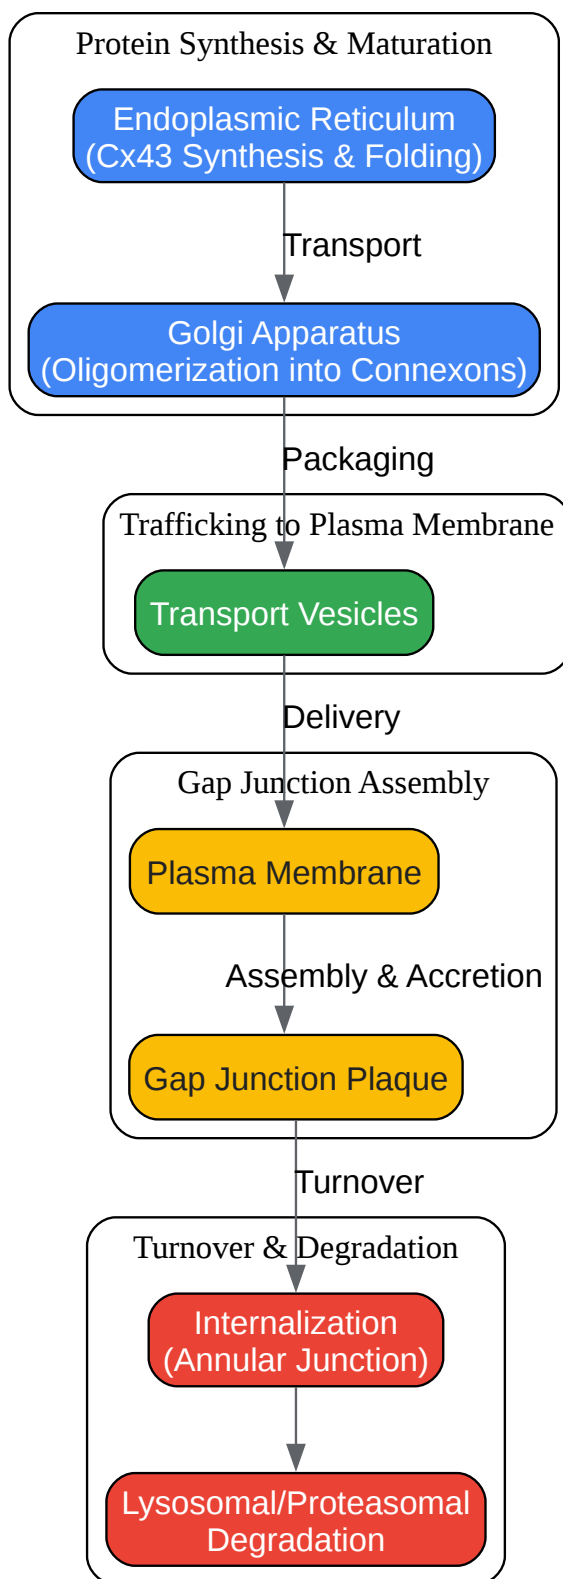 Protein Synthesis & Maturation
Endoplasmic Reticulum
(Cx43 Synthesis & Folding)
Transport
Golgi Apparatus
(Oligomerization into Connexons)
Packaging
Trafficking to Plasma Membrane
Transport Vesicles
Delivery
Gap Junction Assembly
Plasma Membrane
Assembly & Accretion
Gap Junction Plaque
Turnover
Turnover & Degradation
Internalization
(Annular Junction)
Lysosomal/Proteasomal
Degradation